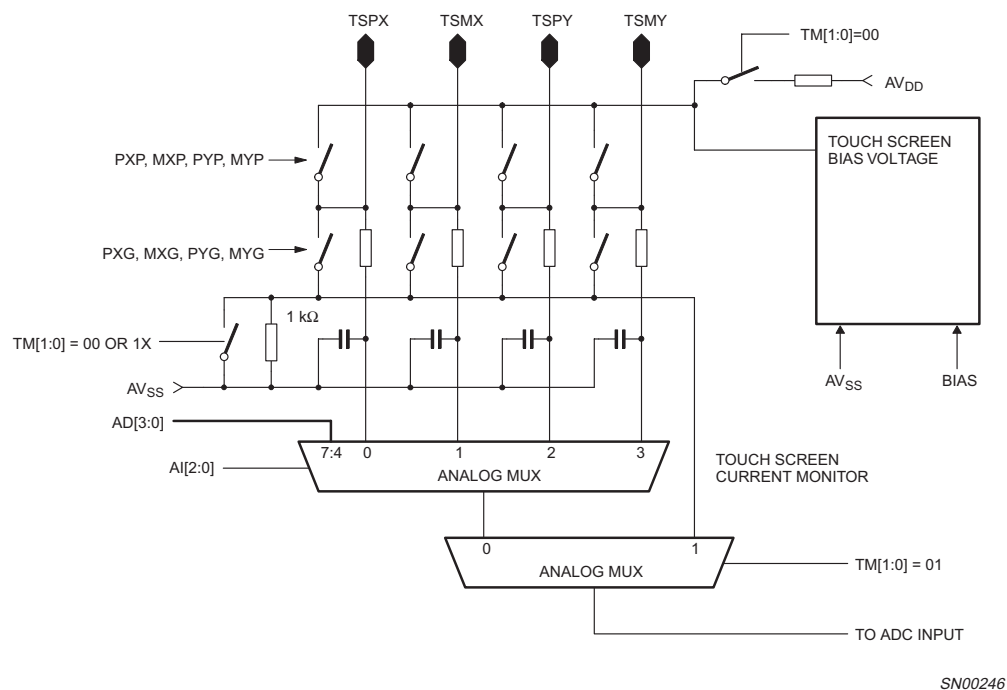 TSPX TSMX TSPY TSMY
TM[1:0]=00
AVDD
TOUCH SCREEN
BIAS VOLTAGE
PXP, MXP, PYP, MYP
PXG, MXG, PYG, MYG
1 kΩ
TM[1:0] = 00 OR 1X
AVSS
AVSS
BIAS
AD[3:0]
7:4 0 1 2 3
AI[2:0]
ANALOG MUX
TOUCH SCREEN
CURRENT MONITOR
0 1
ANALOG MUX
TM[1:0] = 01
TO ADC INPUT
SN00246